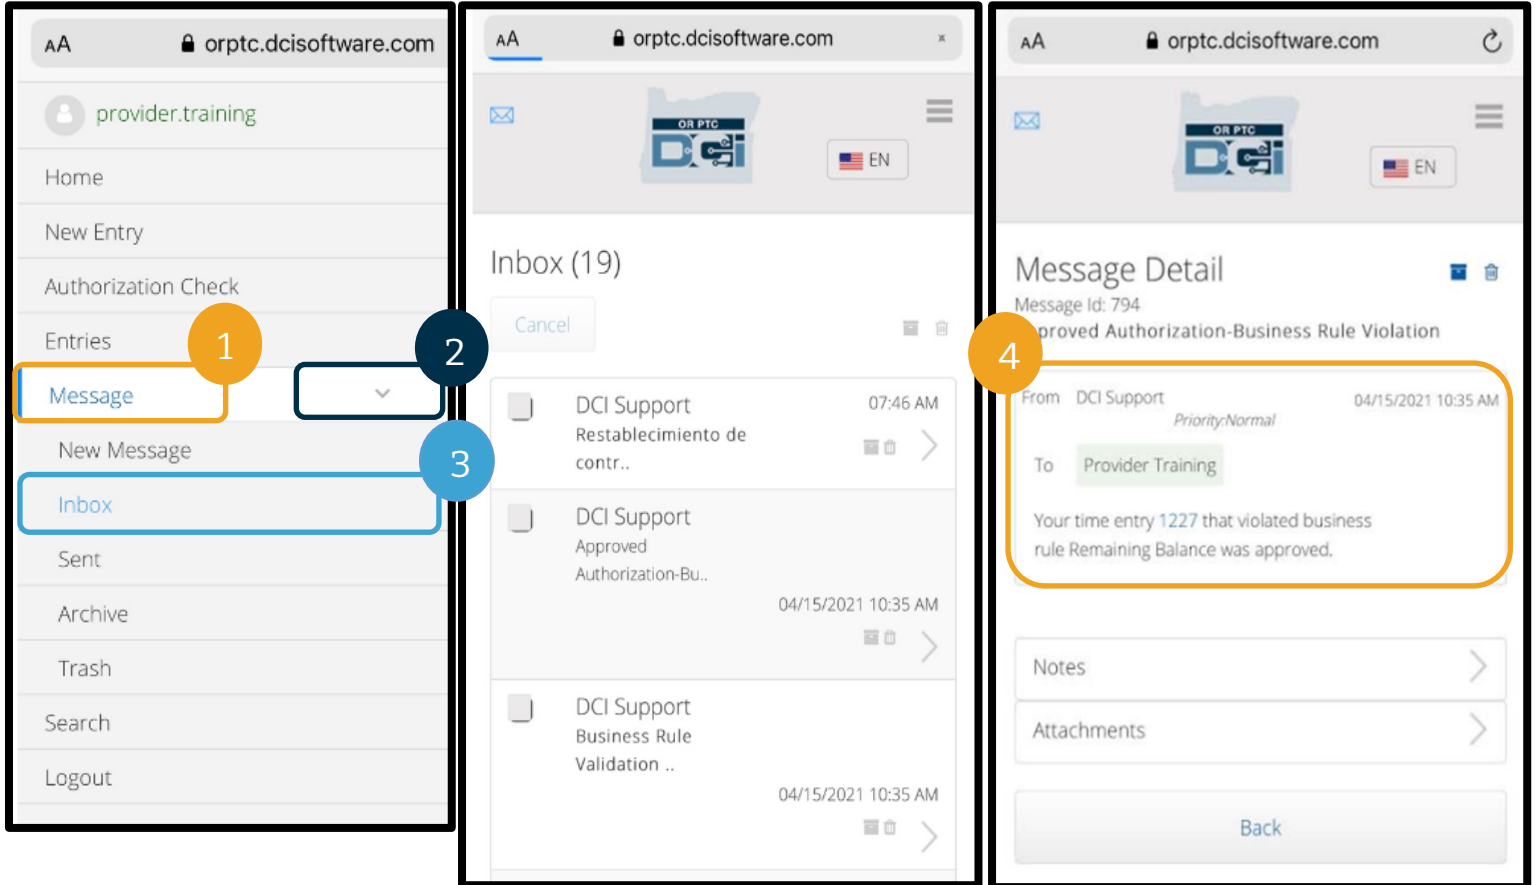 AA orptc.dcisoftware.com
provider.training
Home
New Entry
Authorization Check
Entries
1
2
Message
New Message
3
Inbox
Sent
Archive
Trash
Search
Logout
AA orptc.dcisoftware.com x
OR PTC
DCi
EN
Inbox (19)
Cancel
DCI Support 07:46 AM
Restablecimiento de
contr..
DCI Support
Approved
Authorization-Bu..
04/15/2021 10:35 AM
DCI Support
Business Rule
Validation ..
04/15/2021 10:35 AM
AA orptc.dcisoftware.com
OR PTC
DCi
EN
Message Detail
Message Id: 794
proved Authorization-Business Rule Violation
4
From DCI Support 04/15/2021 10:35 AM
Priority:Normal
To Provider Training
Your time entry 1227 that violated business
rule Remaining Balance was approved.
Notes
Attachments
Back